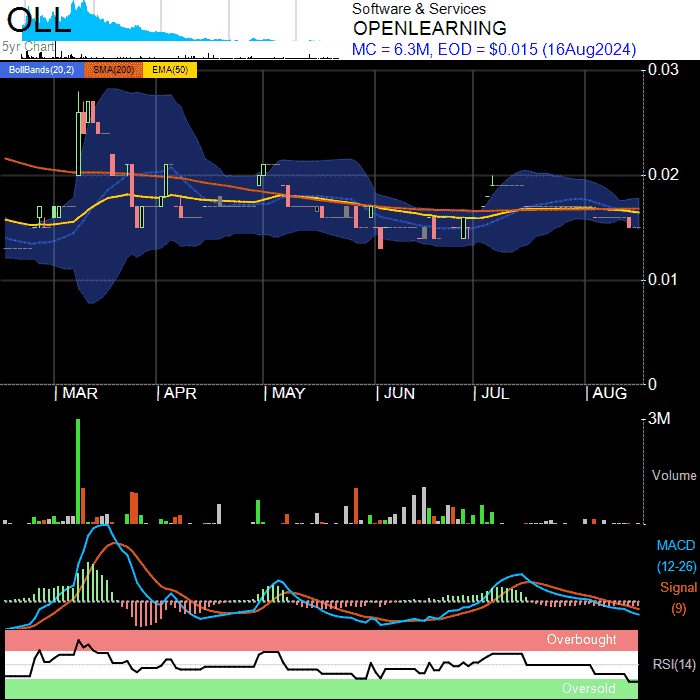 OLL
Software & Services
OPENLEARNING
5yr Chart
MC = 6.3M, EOD = $0.015 (16Aug2024)
BollBands(20,2) SMA(200) EMA(50)
0.03
0.02
0.01
0
| MAR | APR | MAY | JUN | JUL | AUG
3M
Volume
MACD
(12-26)
Signal
(9)
Overbought
RSI(14)
Oversold